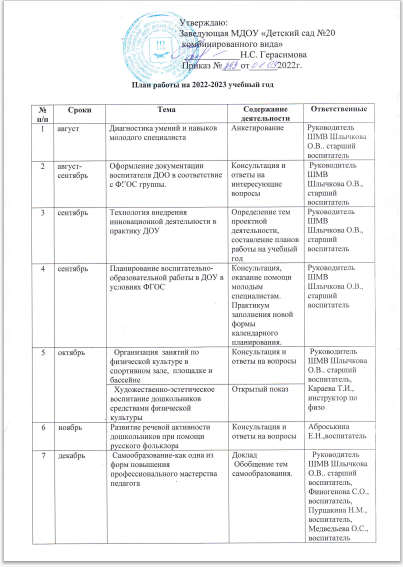 Утверждаю:
Заведующая МДОУ «Детский сад №20
комбинированного вида»
Н.С. Герасимова
Приказ № от 2022г.
План работы на 2022-2023 учебный год
№ п/п Сроки Тема Содержание деятельности Ответственные
1 август Диагностика умений и навыков
молодого специалиста
Анкетирование
Руководитель
ШМВ Шлычкова
О.В.. старший
воспитатель
2 август-
сентябрь
Оформление документации
воспитателя ДОО в соответствие
с ФГОС группы.
Консультация и
ответы на
интересующие
вопросы
Руководитель
ШМВ
Шлычкова О.В.,
старший
воспитатель
3 сентябрь Технология внедрения
инновационной деятельности в
практику ДОУ
Определение тем
проектной
деятельности,
составление планов
работы на учебный
год
Руководитель
ШМВ
Шлычкова О.В.,
старший
воспитатель
4 сентябрь Планирование воспитательно-
образовательной работы в ДОУ в
условиях ФГОС
Консультация,
оказание помощи
молодым
специалистам.
Практикум
заполнения новой
формы
календарного
планирования.
Руководитель
ШМВ
Шлычкова О.В.,
старший
воспитатель
5 октябрь Организация занятий по
физической культуре в
спортивном зале, площадке и
бассейне
Консультация и
ответы на вопросы
Художественно-эстетическое
воспитание дошкольников
средствами физической
культуры
Открытый показ
Руководитель
ШМВ Шлычкова
О.В.. старший
воспитатель,
Караева Т.И.,
инструктор по
физо
6 ноябрь Развитие речевой активности
дошкольников при помощи
русского фольклора
Консультация и
ответы на вопросы
Аброськина
Е.Н.,воспитатель
7 декабрь Самообразование-как одна из
форм повышения
профессионального мастерства
педагога
Доклад
Обобщение тем
самообразования.
Руководитель
ШМВ Шлычкова
О.В.. старший
воспитатель,
Финогенова С.О.,
воспитатель,
Пурцакина Н.М.,
воспитатель,
Медведьева О.С.,
воспитатель